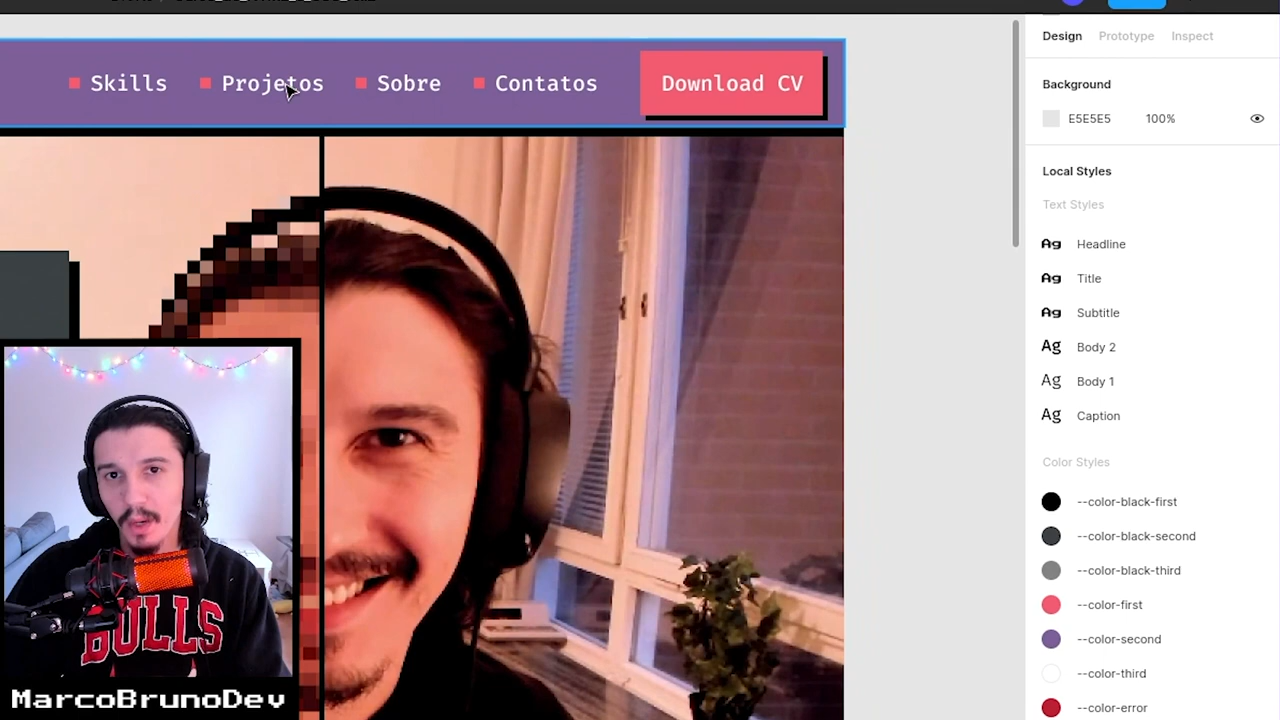 Skills Projetos Sobre Contatos Download CV
Design Prototype Inspect
Background
E5E5E5 100%
Local Styles
Text Styles
Ag Headline
Ag Title
Ag Subtitle
Ag Body 2
Ag Body 1
Ag Caption
Color Styles
--color-black-first
--color-black-second
--color-black-third
--color-first
--color-second
--color-third
--color-error
BULLS
MarcoBrunoDev